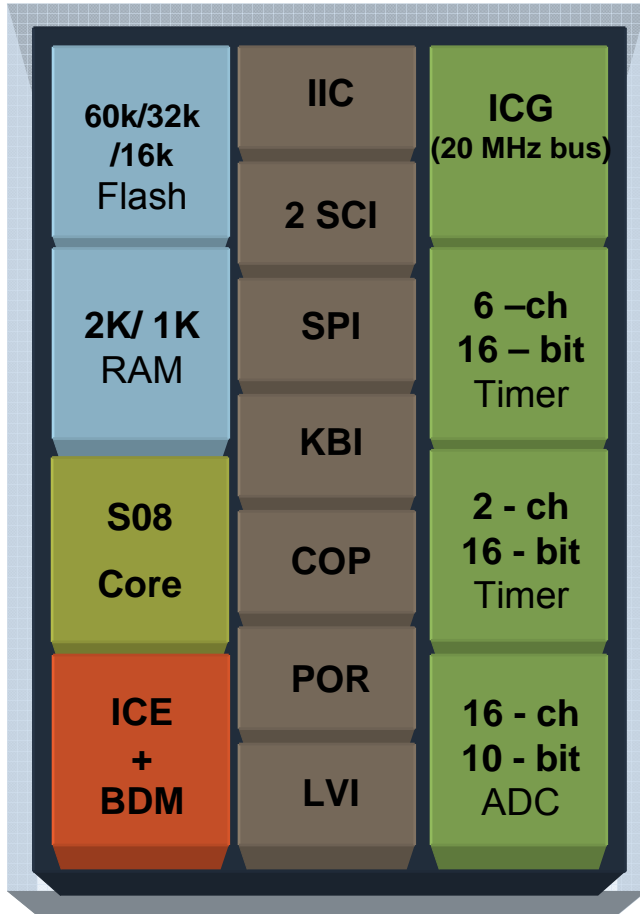 60k/32k
/16k
Flash
2K/ 1K
RAM
S08
Core
ICE
+
BDM
IIC
2 SCI
SPI
KBI
COP
POR
LVI
ICG
(20 MHz bus)
6 –ch
16 – bit
Timer
2 - ch
16 - bit
Timer
16 - ch
10 - bit
ADC